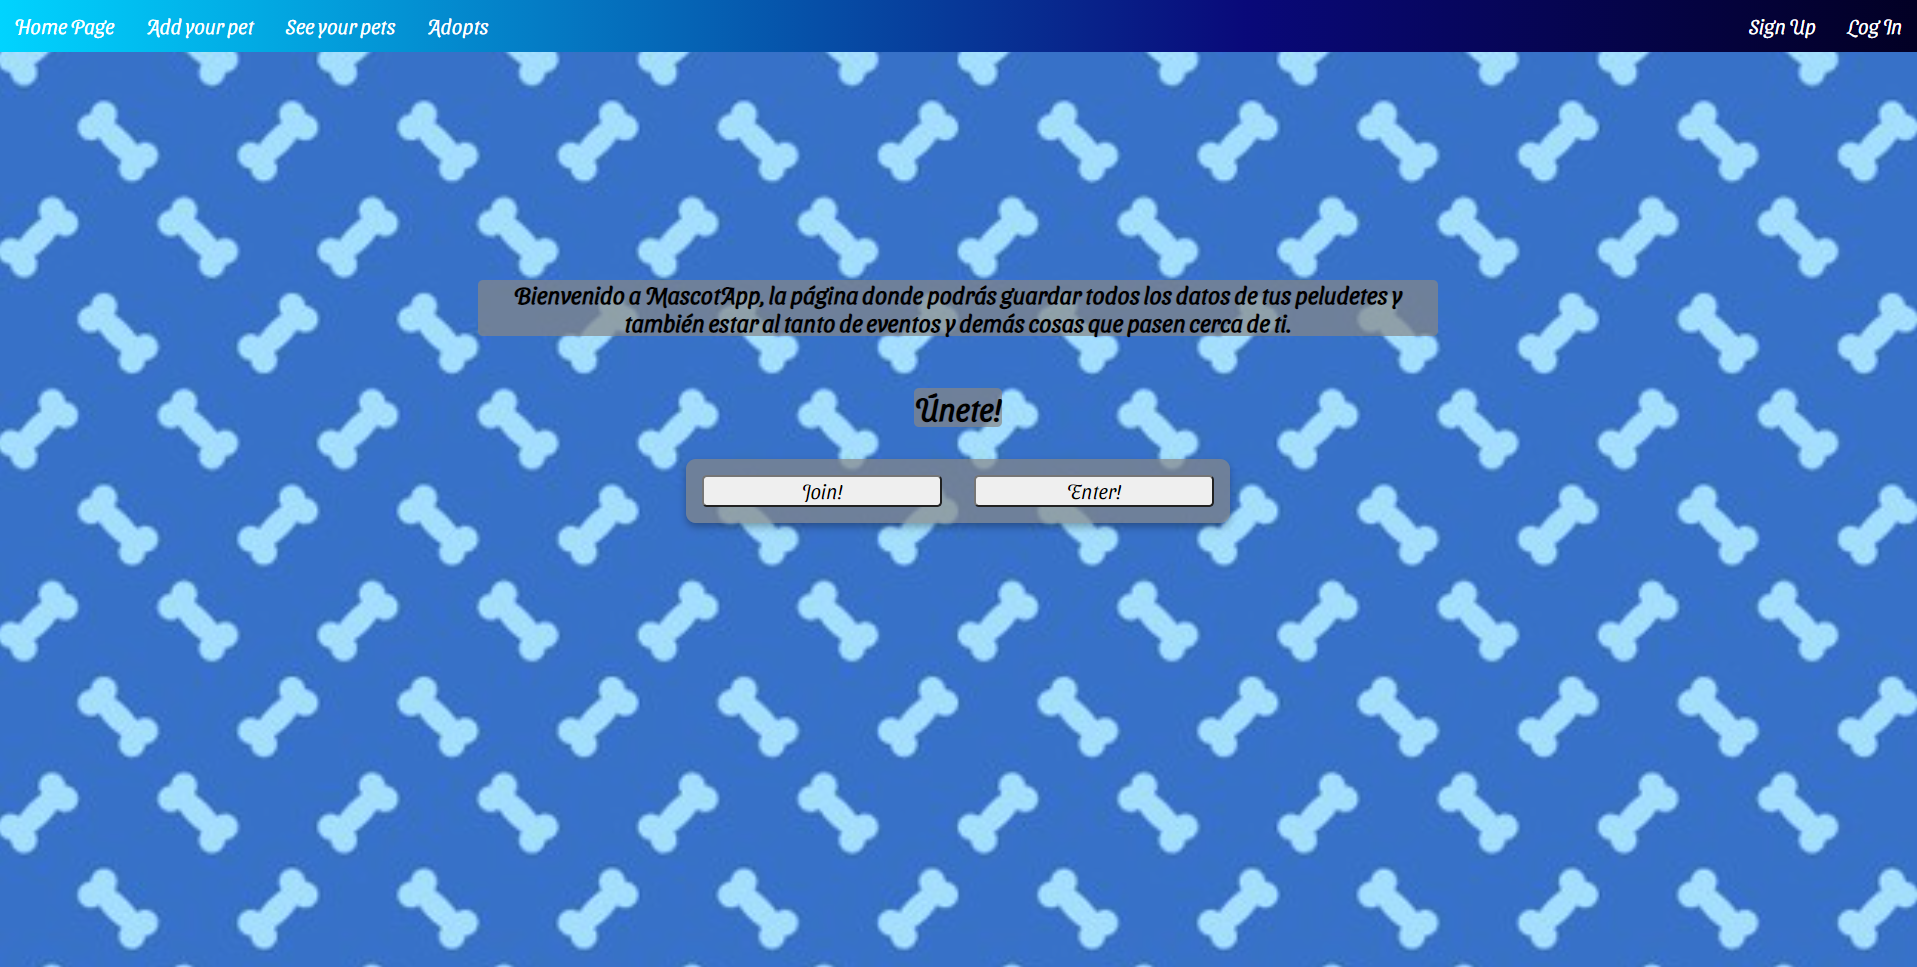 Home Page
Add your pet
See your pets
Adopts
Sign Up
Log In
Bienvenido a MascotApp, la página donde podrás guardar todos los datos de tus peludetes y
también estar al tanto de eventos y demás cosas que pasen cerca de ti.
Únete!
Join!
Enter!